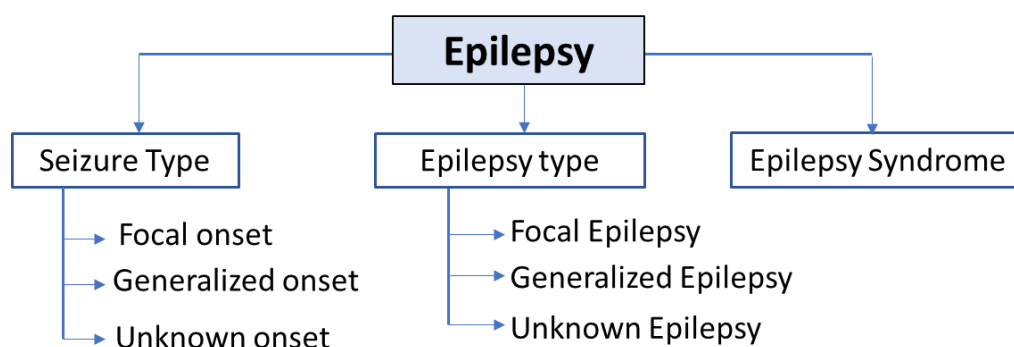 Epilepsy
Seizure Type
Epilepsy type
Epilepsy Syndrome
Focal onset
Generalized onset
Unknown onset
Focal Epilepsy
Generalized Epilepsy
Unknown Epilepsy